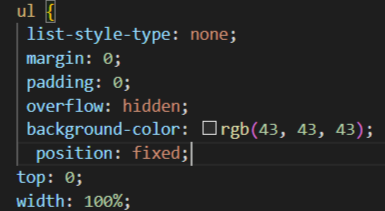 ul {
list-style-type: none;
margin: 0;
padding: 0;
overflow: hidden;
background-color: rgb(43, 43, 43);
position: fixed;
top: 0;
width: 100%;